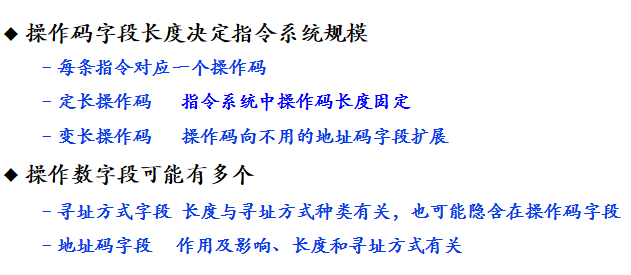 ◆ 操作码字段长度决定指令系统规模
– 每条指令对应一个操作码
– 定长操作码 指令系统中操作码长度固定
– 变长操作码 操作码向不用的地址码字段扩展
◆ 操作数字段可能有多个
– 寻址方式字段 长度与寻址方式种类有关，也可能隐含在操作码字段
– 地址码字段 作用及影响、长度和寻址方式有关